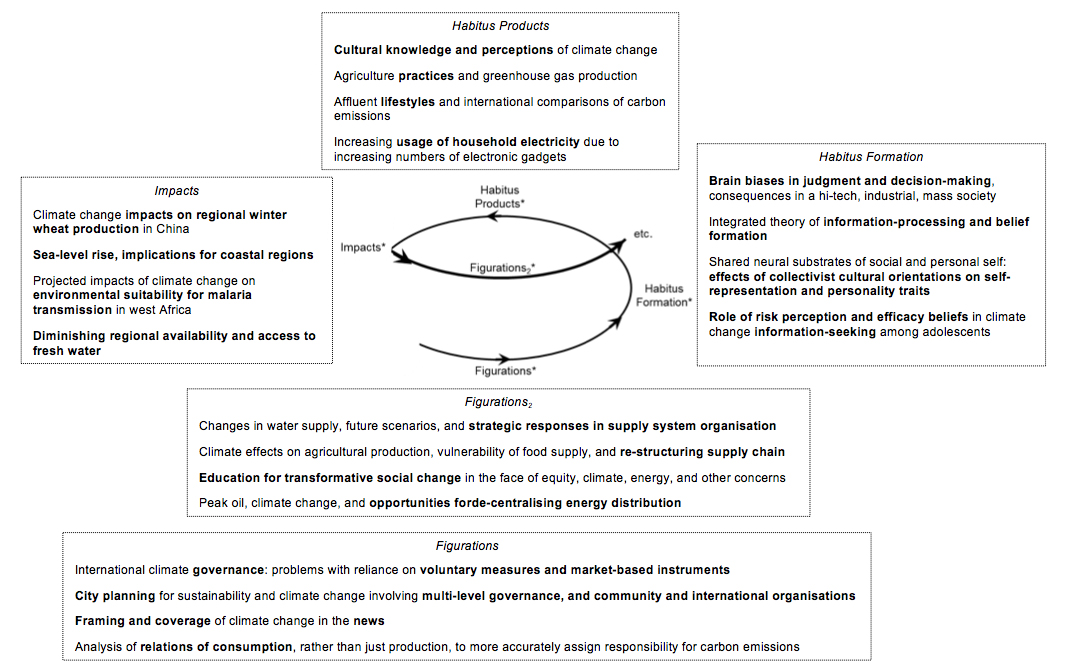 Habitus Products
Cultural knowledge and perceptions of climate change
Agriculture practices and greenhouse gas production
Affluent lifestyles and international comparisons of carbon
emissions
Increasing usage of household electricity due to
increasing numbers of electronic gadgets
Habitus Formation
Brain biases in judgment and decision-making,
consequences in a hi-tech, industrial, mass society
Integrated theory of information-processing and belief
formation
Shared neural substrates of social and personal self:
effects of collectivist cultural orientations on self-
representation and personality traits
Role of risk perception and efficacy beliefs in climate
change information-seeking among adolescents
Impacts
Climate change impacts on regional winter
wheat production in China
Sea-level rise, implications for coastal regions
Projected impacts of climate change on
environmental suitability for malaria
transmission in west Africa
Diminishing regional availability and access to
fresh water
Habitus
Products*
etc.
Impacts*
Figurations2*
Habitus
Formation*
Figurations*
Figurations2
Changes in water supply, future scenarios, and strategic responses in supply system organisation
Climate effects on agricultural production, vulnerability of food supply, and re-structuring supply chain
Education for transformative social change in the face of equity, climate, energy, and other concerns
Peak oil, climate change, and opportunities forde-centralising energy distribution
Figurations
International climate governance: problems with reliance on voluntary measures and market-based instruments
City planning for sustainability and climate change involving multi-level governance, and community and international organisations
Framing and coverage of climate change in the news
Analysis of relations of consumption, rather than just production, to more accurately assign responsibility for carbon emissions